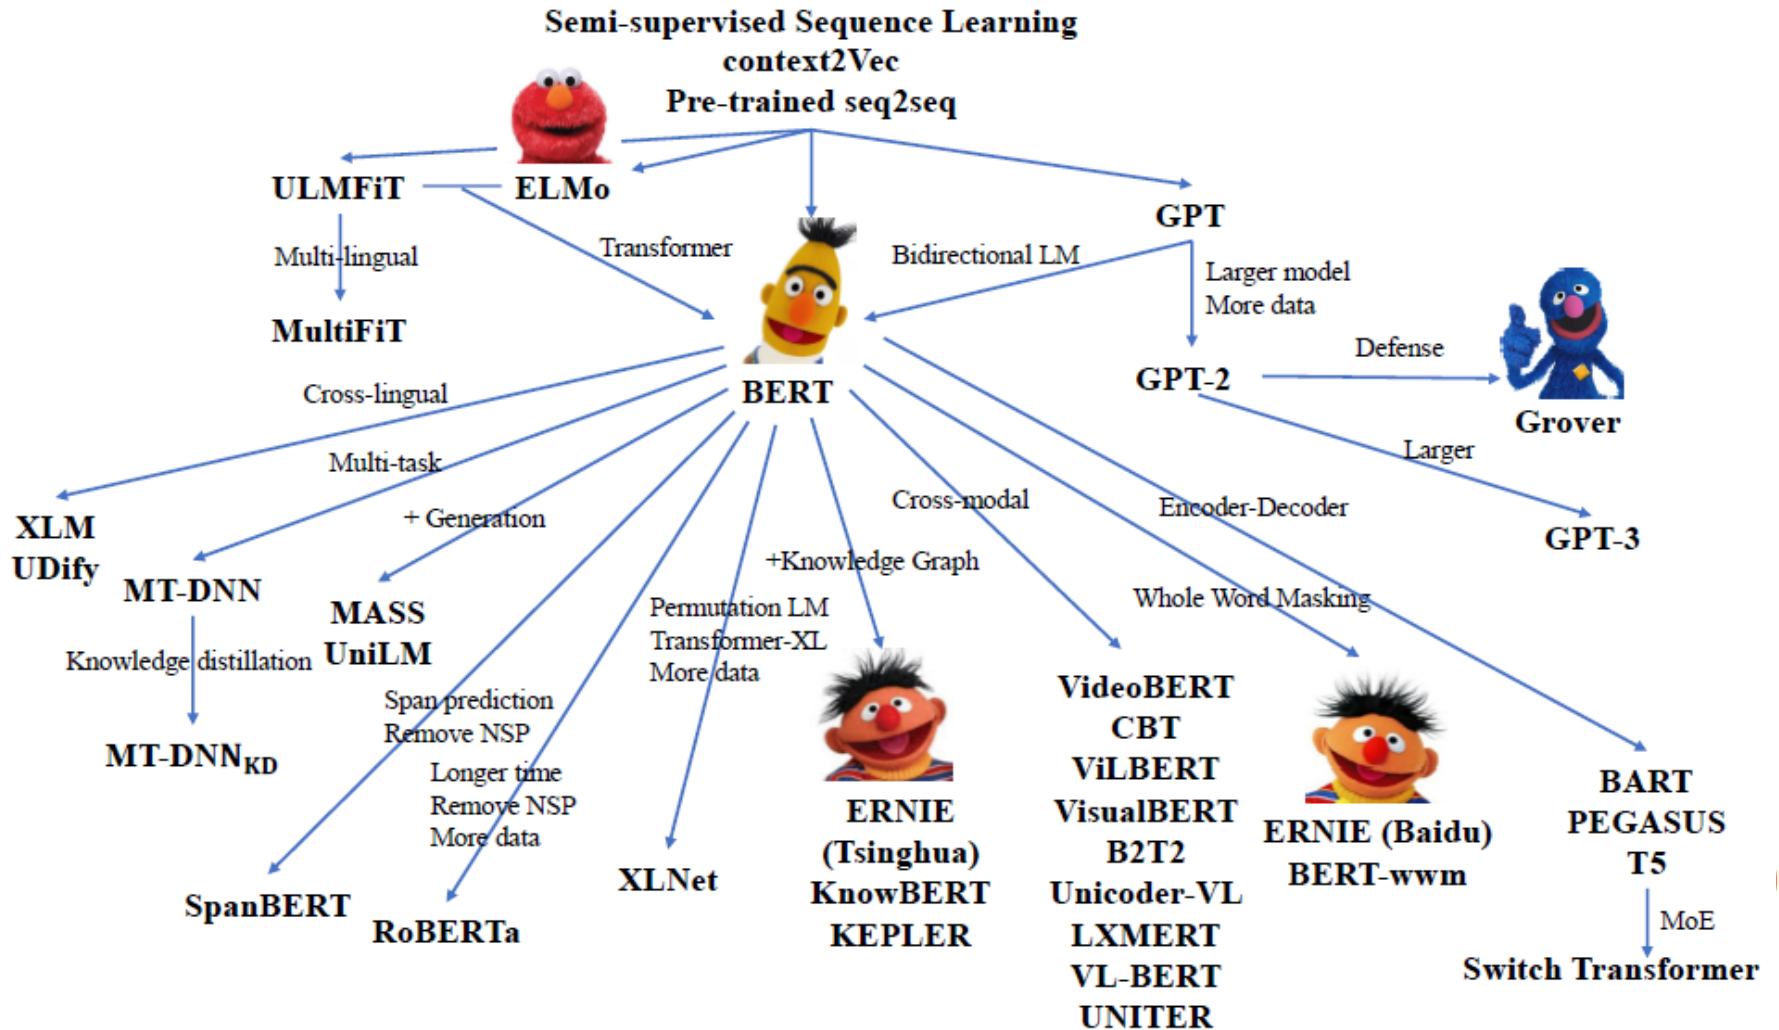 Semi-supervised Sequence Learning
context2Vec
Pre-trained seq2seq
ULMFiT
ELMo
GPT
Multi-lingual
Transformer
Bidirectional LM
Larger model
More data
MultiFiT
BERT
GPT-2
Defense
Grover
Cross-lingual
Multi-task
+ Generation
Cross-modal
Encoder-Decoder
Larger
GPT-3
XLM
UDify
MT-DNN
MASS
UniLM
+Knowledge Graph
Whole Word Masking
Permutation LM
Transformer-XL
More data
Knowledge distillation
MT-DNNKD
Span prediction
Remove NSP
Longer time
Remove NSP
More data
SpanBERT
RoBERTa
XLNet
ERNIE
(Tsinghua)
KnowBERT
KEPLER
VideoBERT
CBT
ViLBERT
VisualBERT
B2T2
Unicoder-VL
LXMERT
VL-BERT
UNITER
ERNIE (Baidu)
BERT-wwm
BART
PEGASUS
T5
MoE
Switch Transformer